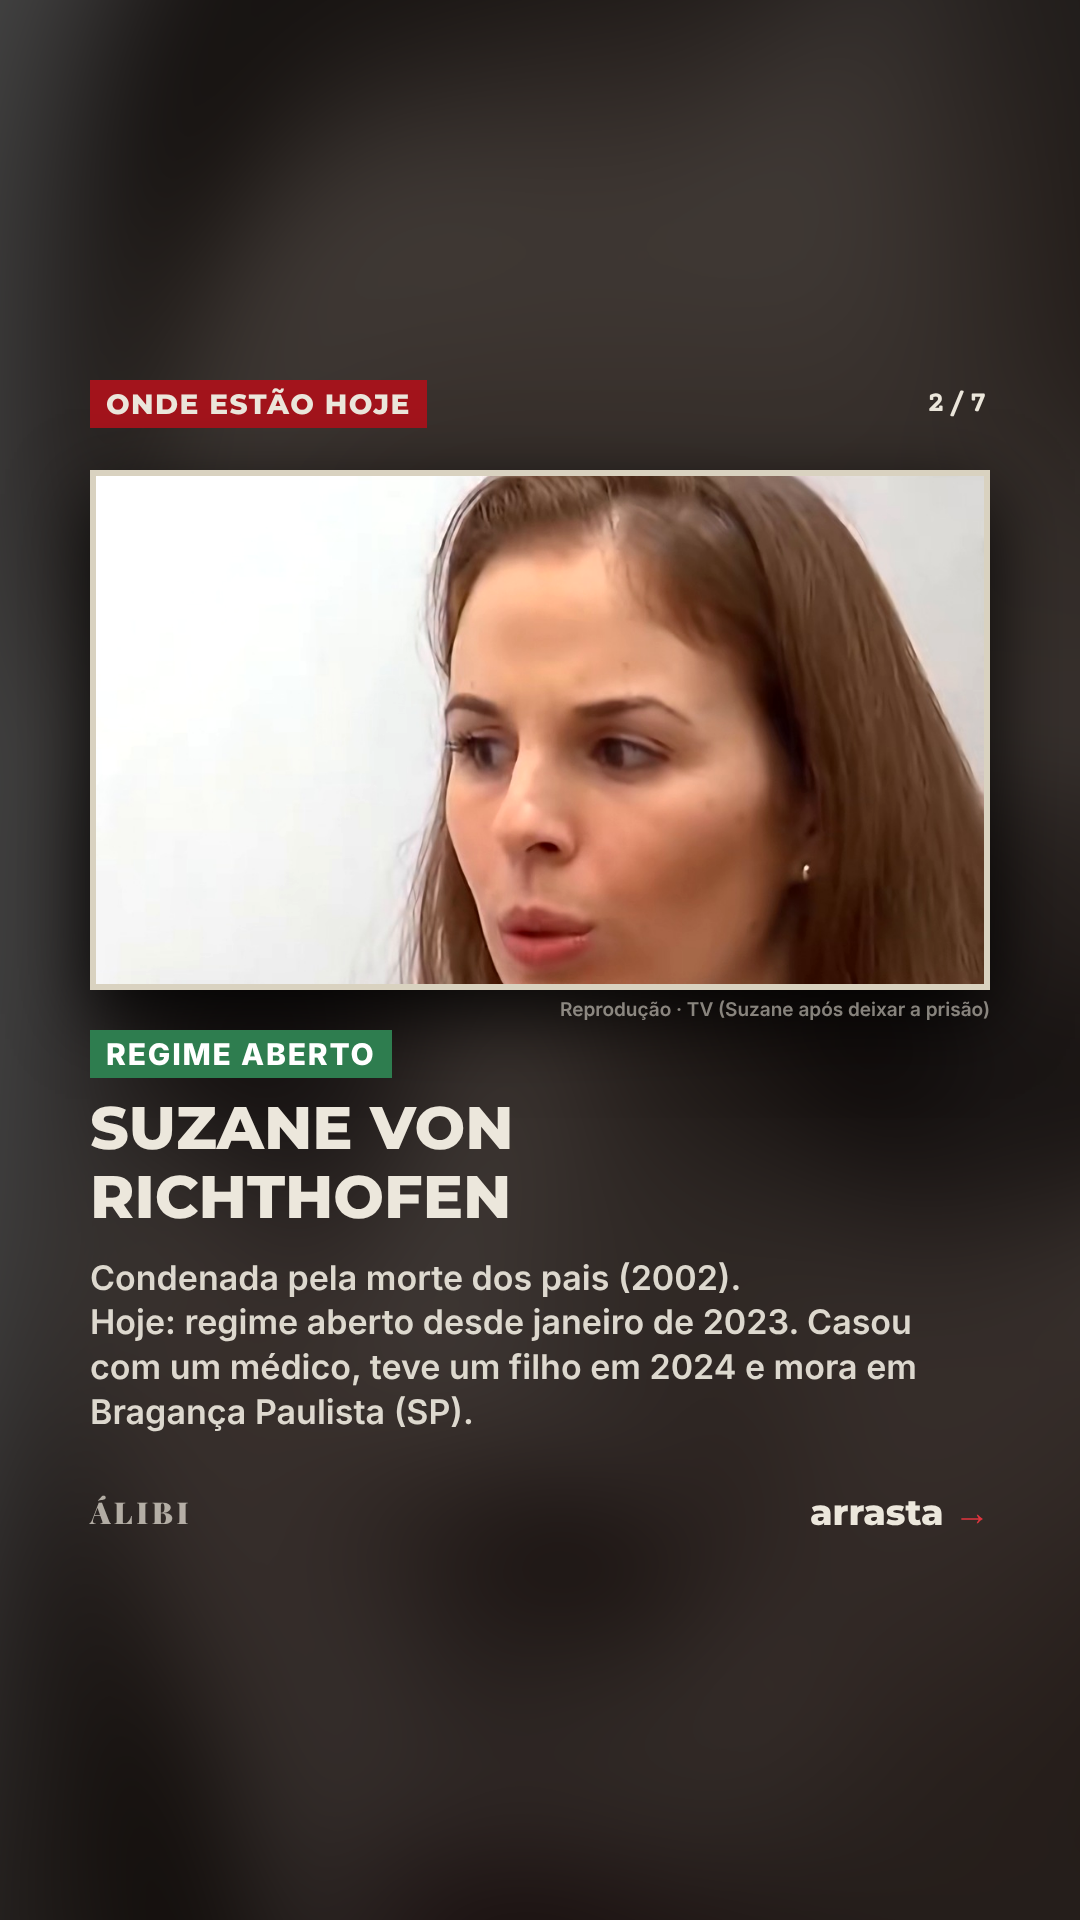 ONDE ESTÃO HOJE
2 / 7
Reprodução · TV (Suzane após deixar a prisão)
REGIME ABERTO
SUZANE VON
RICHTHOFEN
Condenada pela morte dos pais (2002).
Hoje: regime aberto desde janeiro de 2023. Casou
com um médico, teve um filho em 2024 e mora em
Bragança Paulista (SP).
ÁLIBI
arrasta →